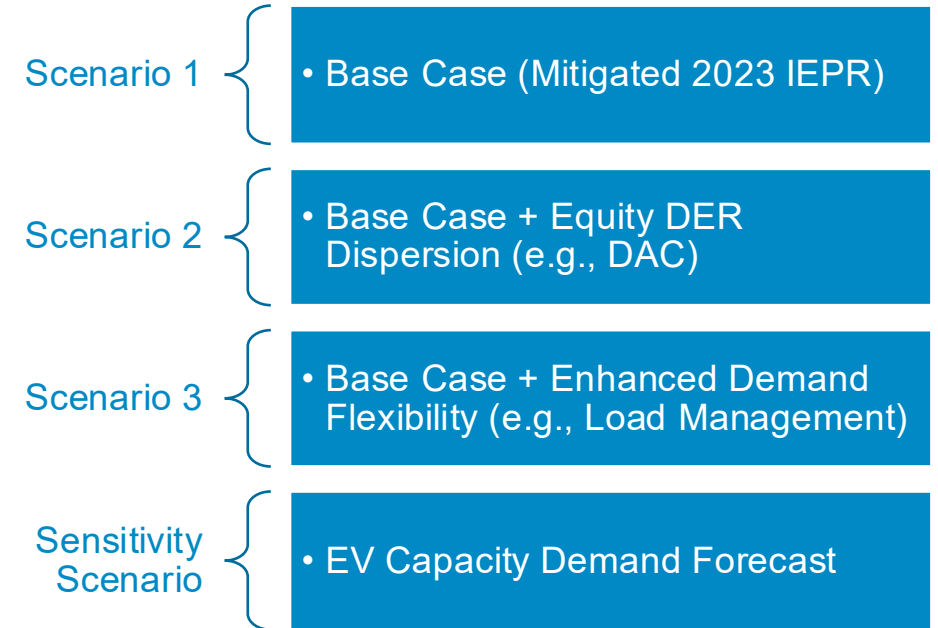 Scenario 1
• Base Case (Mitigated 2023 IEPR)
Scenario 2
• Base Case + Equity DER
Dispersion (e.g., DAC)
Scenario 3
• Base Case + Enhanced Demand
Flexibility (e.g., Load Management)
Sensitivity
Scenario
• EV Capacity Demand Forecast